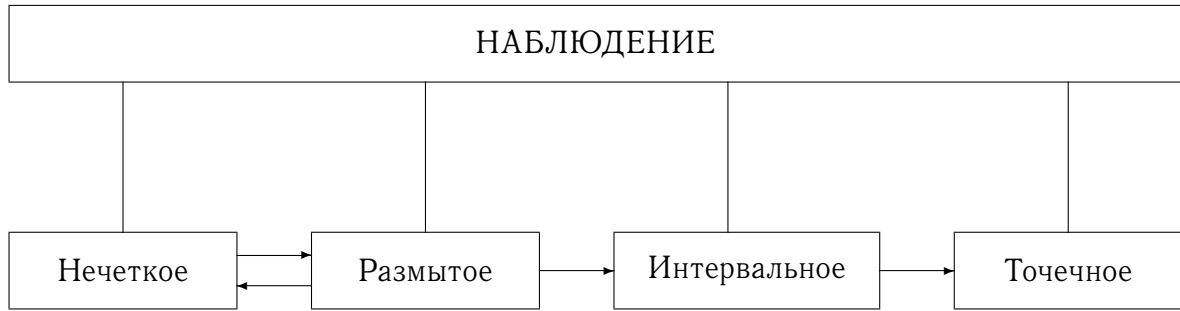 НАБЛЮДЕНИЕ
Нечеткое
Размытое
Интервальное
Точечное